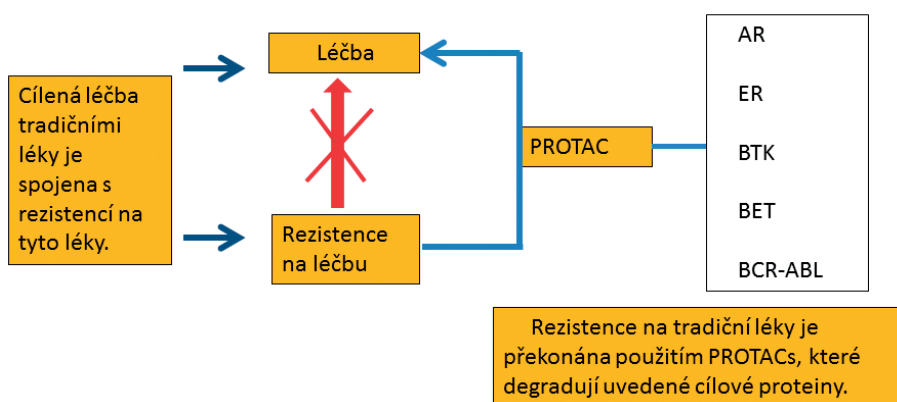 Cílená léčba
tradičními
léky je
spojena s
rezistencí na
tyto léky.
Léčba
Rezistence
na léčbu
PROTAC
AR
ER
BTK
BET
BCR-ABL
Rezistence na tradiční léky je
překonána použitím PROTACs, které
degradují uvedené cílové proteiny.